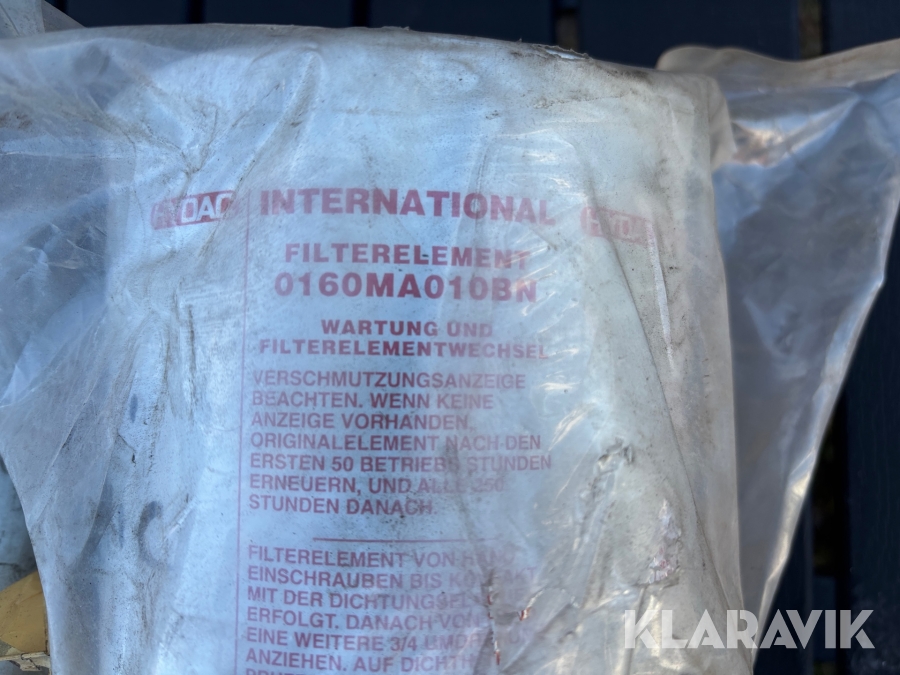 HYDAC INTERNATIONAL HYDAC
FILTERELEMENT
0160MA010BN
WARTUNG UND
FILTERELEMENTWECHSEL
VERSCHMUTZUNGSANZEIGE
BEACHTEN. WENN KEINE
ANZEIGE VORHANDEN.
ORIGINALELEMENT NACH DEN
ERSTEN 50 BETRIEBS STUNDEN
ERNEUERN, UND ALLE
STUNDEN DANACH.
FILTERELEMENT VON
EINSCHRAUBEN BIS
MIT DER
ERFOLGT. DANACH
EINE WEITERE 3/4
ANZIEHEN. AUF
KLARAVIK